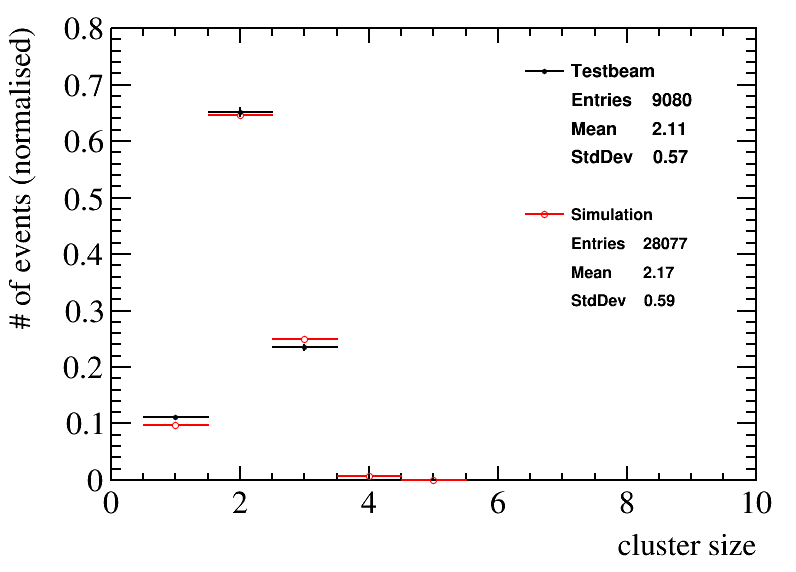 # of events (normalised)
0.8
0.7
0.6
0.5
0.4
0.3
0.2
0.1
0
Testbeam
Entries 9080
Mean 2.11
StdDev 0.57
Simulation
Entries 28077
Mean 2.17
StdDev 0.59
0 2 4 6 8 10
cluster size